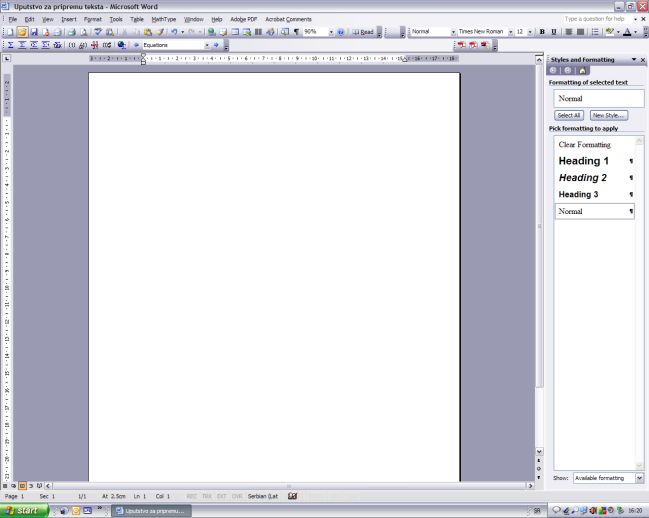 Uputstvo za pripremu teksta - Microsoft Word
File Edit View Insert Format Tools Table MathType Window Help Adobe PDF Acrobat Comments
Type a question for help
90% Read Normal Times New Roman 12 B U
Equations
Styles and Formatting
Formatting of selected text
Normal
Select All New Style...
Pick formatting to apply
Clear Formatting
Heading 1 ¶
Heading 2 ¶
Heading 3 ¶
Normal ¶
Show: Available formatting
Page 1 Sec 1 1/1 At 2.5cm Ln 1 Col 1 REC TRK EXT OVR Serbian (Lat
start Uputstvo za pripremu... SR 16:20